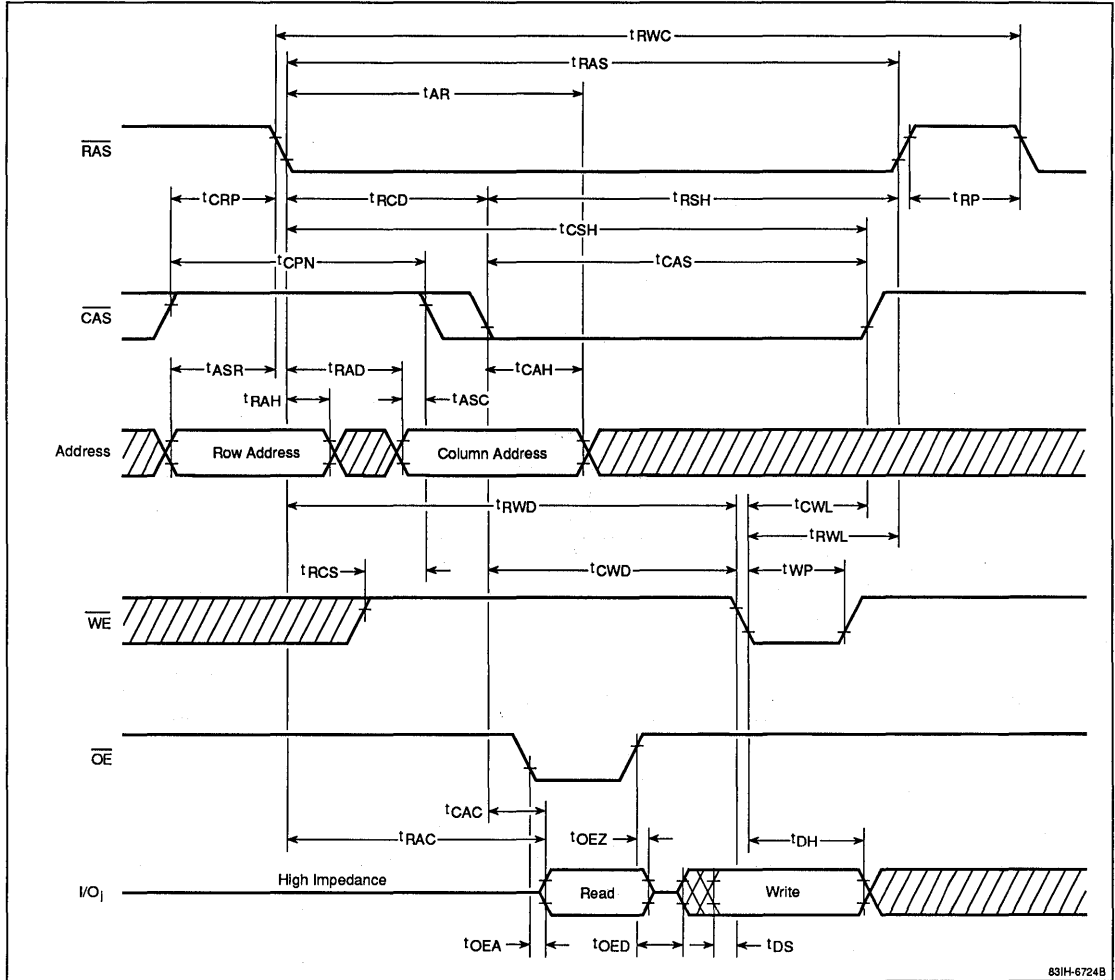 tRWC
tRAS
tAR
RAS
tCRP
tRCD
tRSH
tRP
tCSH
tCPN
tCAS
CAS
tASR
tRAD
tCAH
tRAH
tASC
Address
Row Address
Column Address
tRWD
tCWL
tRWL
tRCS
tCWD
tWP
WE
OE
tCAC
tRAC
tOEZ
tDH
High Impedance
I/Oj
Read
Write
tOEA
tOED
tDS
83IH-6724B